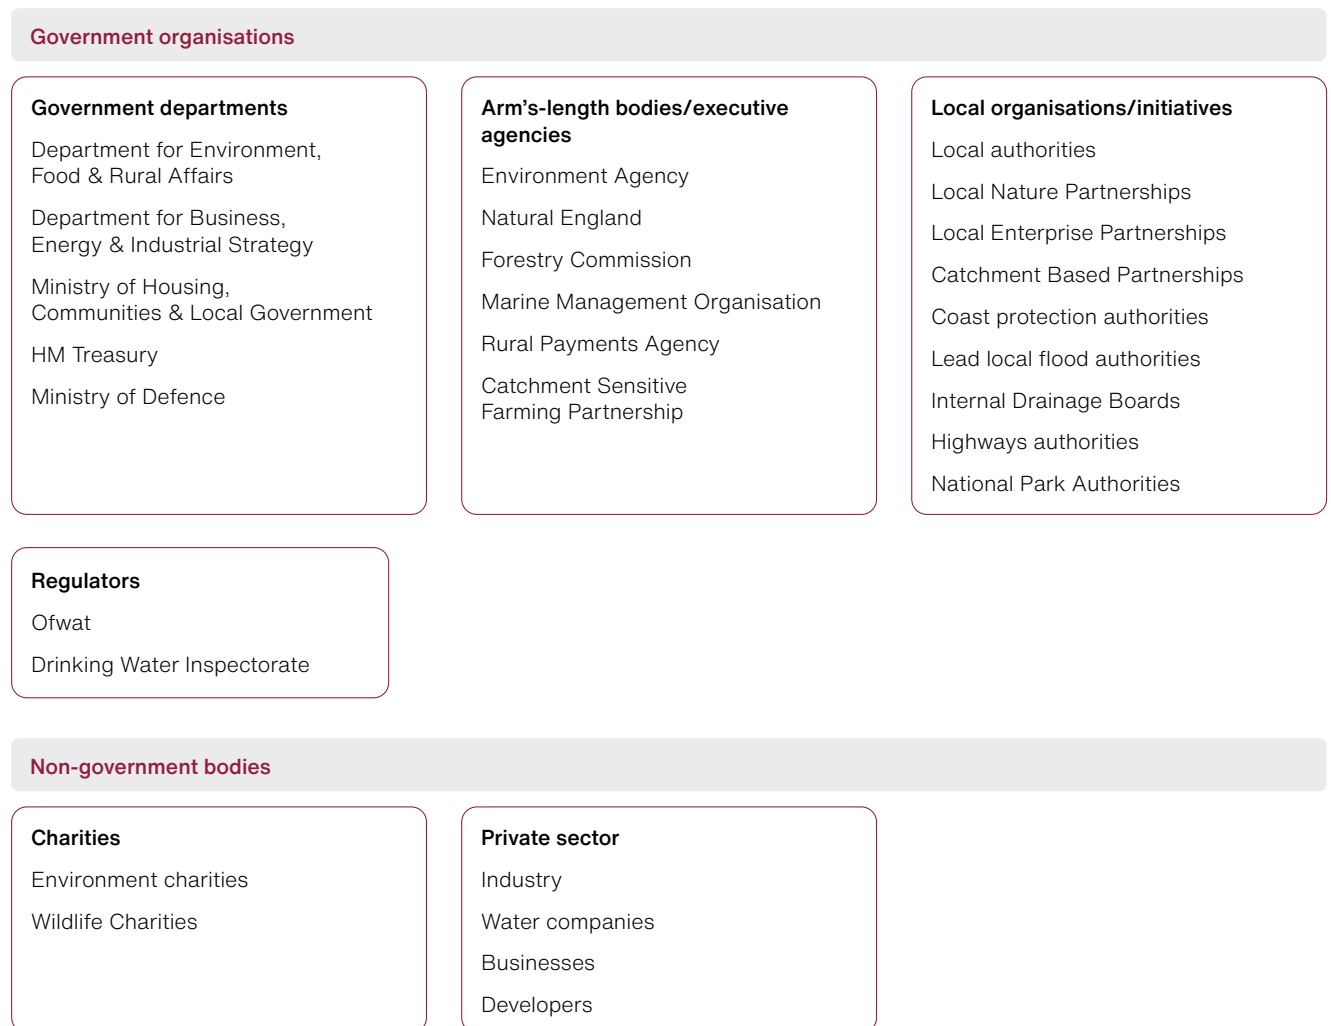 Government organisations
Government departments
Department for Environment,
Food & Rural Affairs
Department for Business,
Energy & Industrial Strategy
Ministry of Housing,
Communities & Local Government
HM Treasury
Ministry of Defence
Arm’s-length bodies/executive
agencies
Environment Agency
Natural England
Forestry Commission
Marine Management Organisation
Rural Payments Agency
Catchment Sensitive
Farming Partnership
Local organisations/initiatives
Local authorities
Local Nature Partnerships
Local Enterprise Partnerships
Catchment Based Partnerships
Coast protection authorities
Lead local flood authorities
Internal Drainage Boards
Highways authorities
National Park Authorities
Regulators
Ofwat
Drinking Water Inspectorate
Non-government bodies
Charities
Environment charities
Wildlife Charities
Private sector
Industry
Water companies
Businesses
Developers